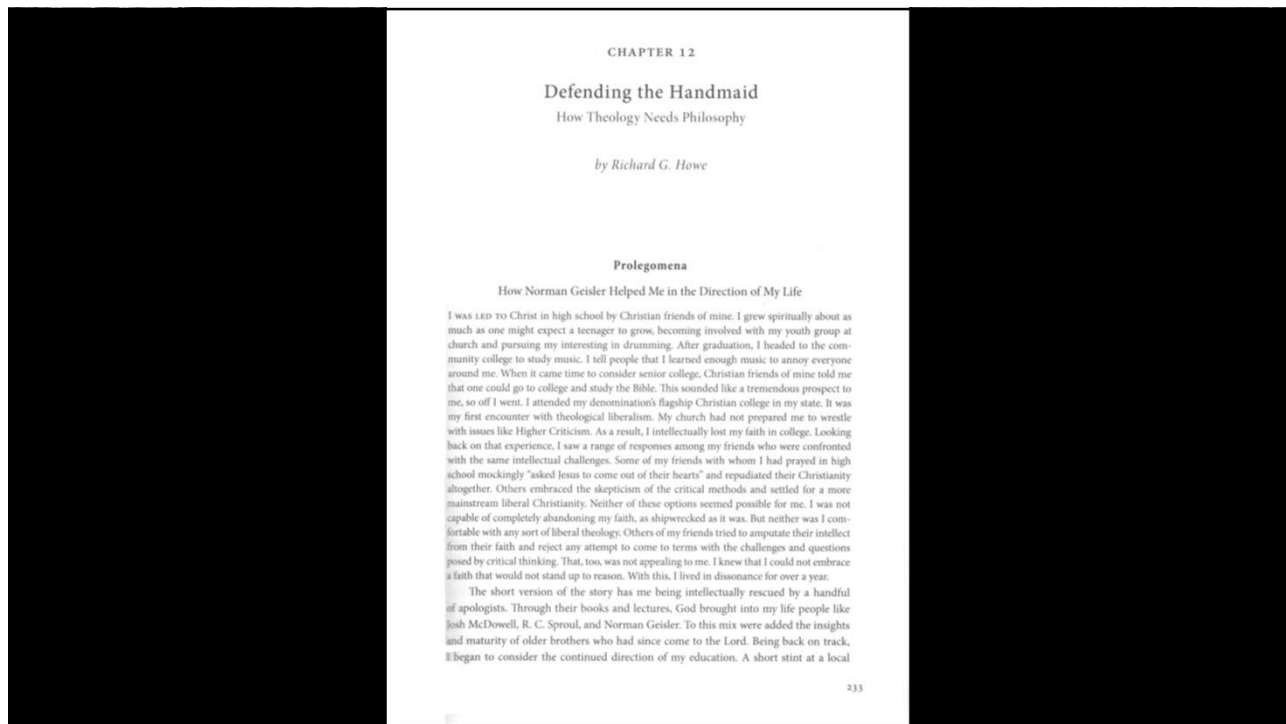 CHAPTER 12
Defending the Handmaid
How Theology Needs Philosophy
by Richard G. Howe
Prolegomena
How Norman Geisler Helped Me in the Direction of My Life
I WAS LED TO Christ in high school by Christian friends of mine. I grew spiritually about as
much as one might expect a teenager to grow, becoming involved with my youth group at
church and pursuing my interesting in drumming. After graduation, I headed to the com-
munity college to study music. I tell people that I learned enough music to annoy everyone
around me. When it came time to consider senior college, Christian friends of mine told me
that one could go to college and study the Bible. This sounded like a tremendous prospect to
me, so off I went. I attended my denomination's flagship Christian college in my state. It was
my first encounter with theological liberalism. My church had not prepared me to wrestle
with issues like Higher Criticism. As a result, I intellectually lost my faith in college. Looking
back on that experience, I saw a range of responses among my friends who were confronted
with the same intellectual challenges. Some of my friends with whom I had prayed in high
school mockingly "asked Jesus to come out of their hearts" and repudiated their Christianity
altogether. Others embraced the skepticism of the critical methods and settled for a more
mainstream liberal Christianity. Neither of these options seemed possible for me. I was not
capable of completely abandoning my faith, as shipwrecked as it was. But neither was I com-
fortable with any sort of liberal theology. Others of my friends tried to amputate their intellect
from their faith and reject any attempt to come to terms with the challenges and questions
posed by critical thinking. That, too, was not appealing to me. I knew that I could not embrace
a faith that would not stand up to reason. With this, I lived in dissonance for over a year.
The short version of the story has me being intellectually rescued by a handful
of apologists. Through their books and lectures, God brought into my life people like
Josh McDowell, R. C. Sproul, and Norman Geisler. To this mix were added the insights
and maturity of older brothers who had since come to the Lord. Being back on track,
I began to consider the continued direction of my education. A short stint at a local
233